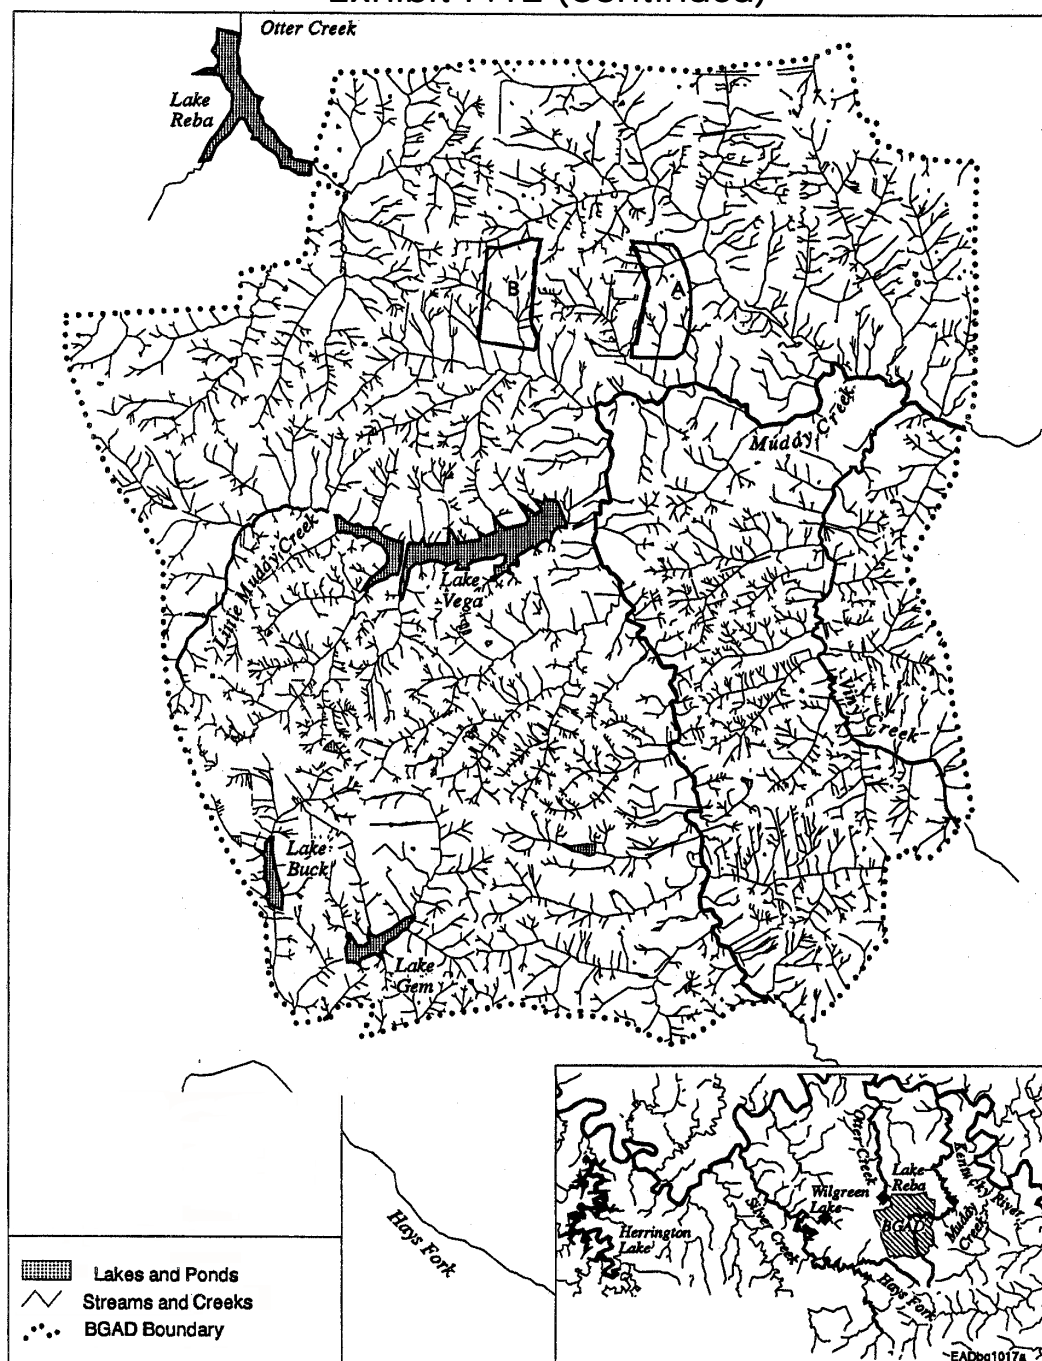 Otter Creek
Lake
Reba
B
A
Muddy Creek
Little Muddy Creek
Lake
Vega
Viny Creek
Lake
Buck
Lake
Gem
Hays Fork
Otter Creek
Lake
Reba
Kentucky River
Wilgreen
Lake
BGAD
Muddy
Creek
Silver Creek
Herrington
Lake
Hays Fork
EADbg1017a
Lakes and Ponds
Streams and Creeks
BGAD Boundary